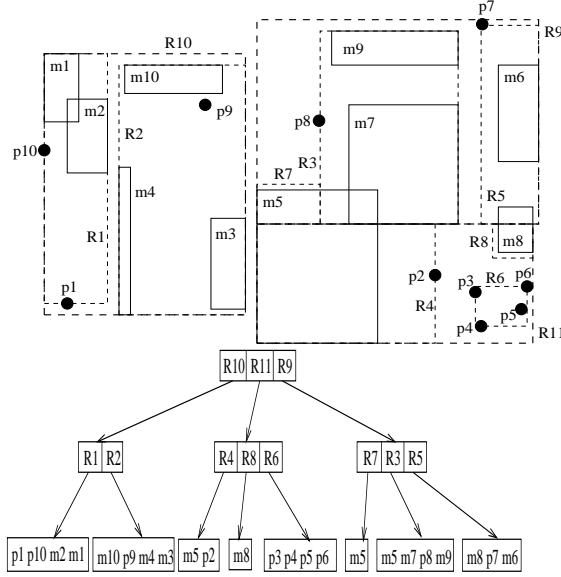 p7
R10
R9
m1
m9
m10
m6
m2
p9
R2
p8
m7
p10
R3
R7
m4
m5
R5
m3
R1
R8
m8
p2
R6
p6
p3
p1
R4
p5
p4
R11
R10 R11 R9
R1 R2
R4 R8 R6
R7 R3 R5
p1 p10 m2 m1
m10 p9 m4 m3
m5 p2
m8
p3 p4 p5 p6
m5
m5 m7 p8 m9
m8 p7 m6